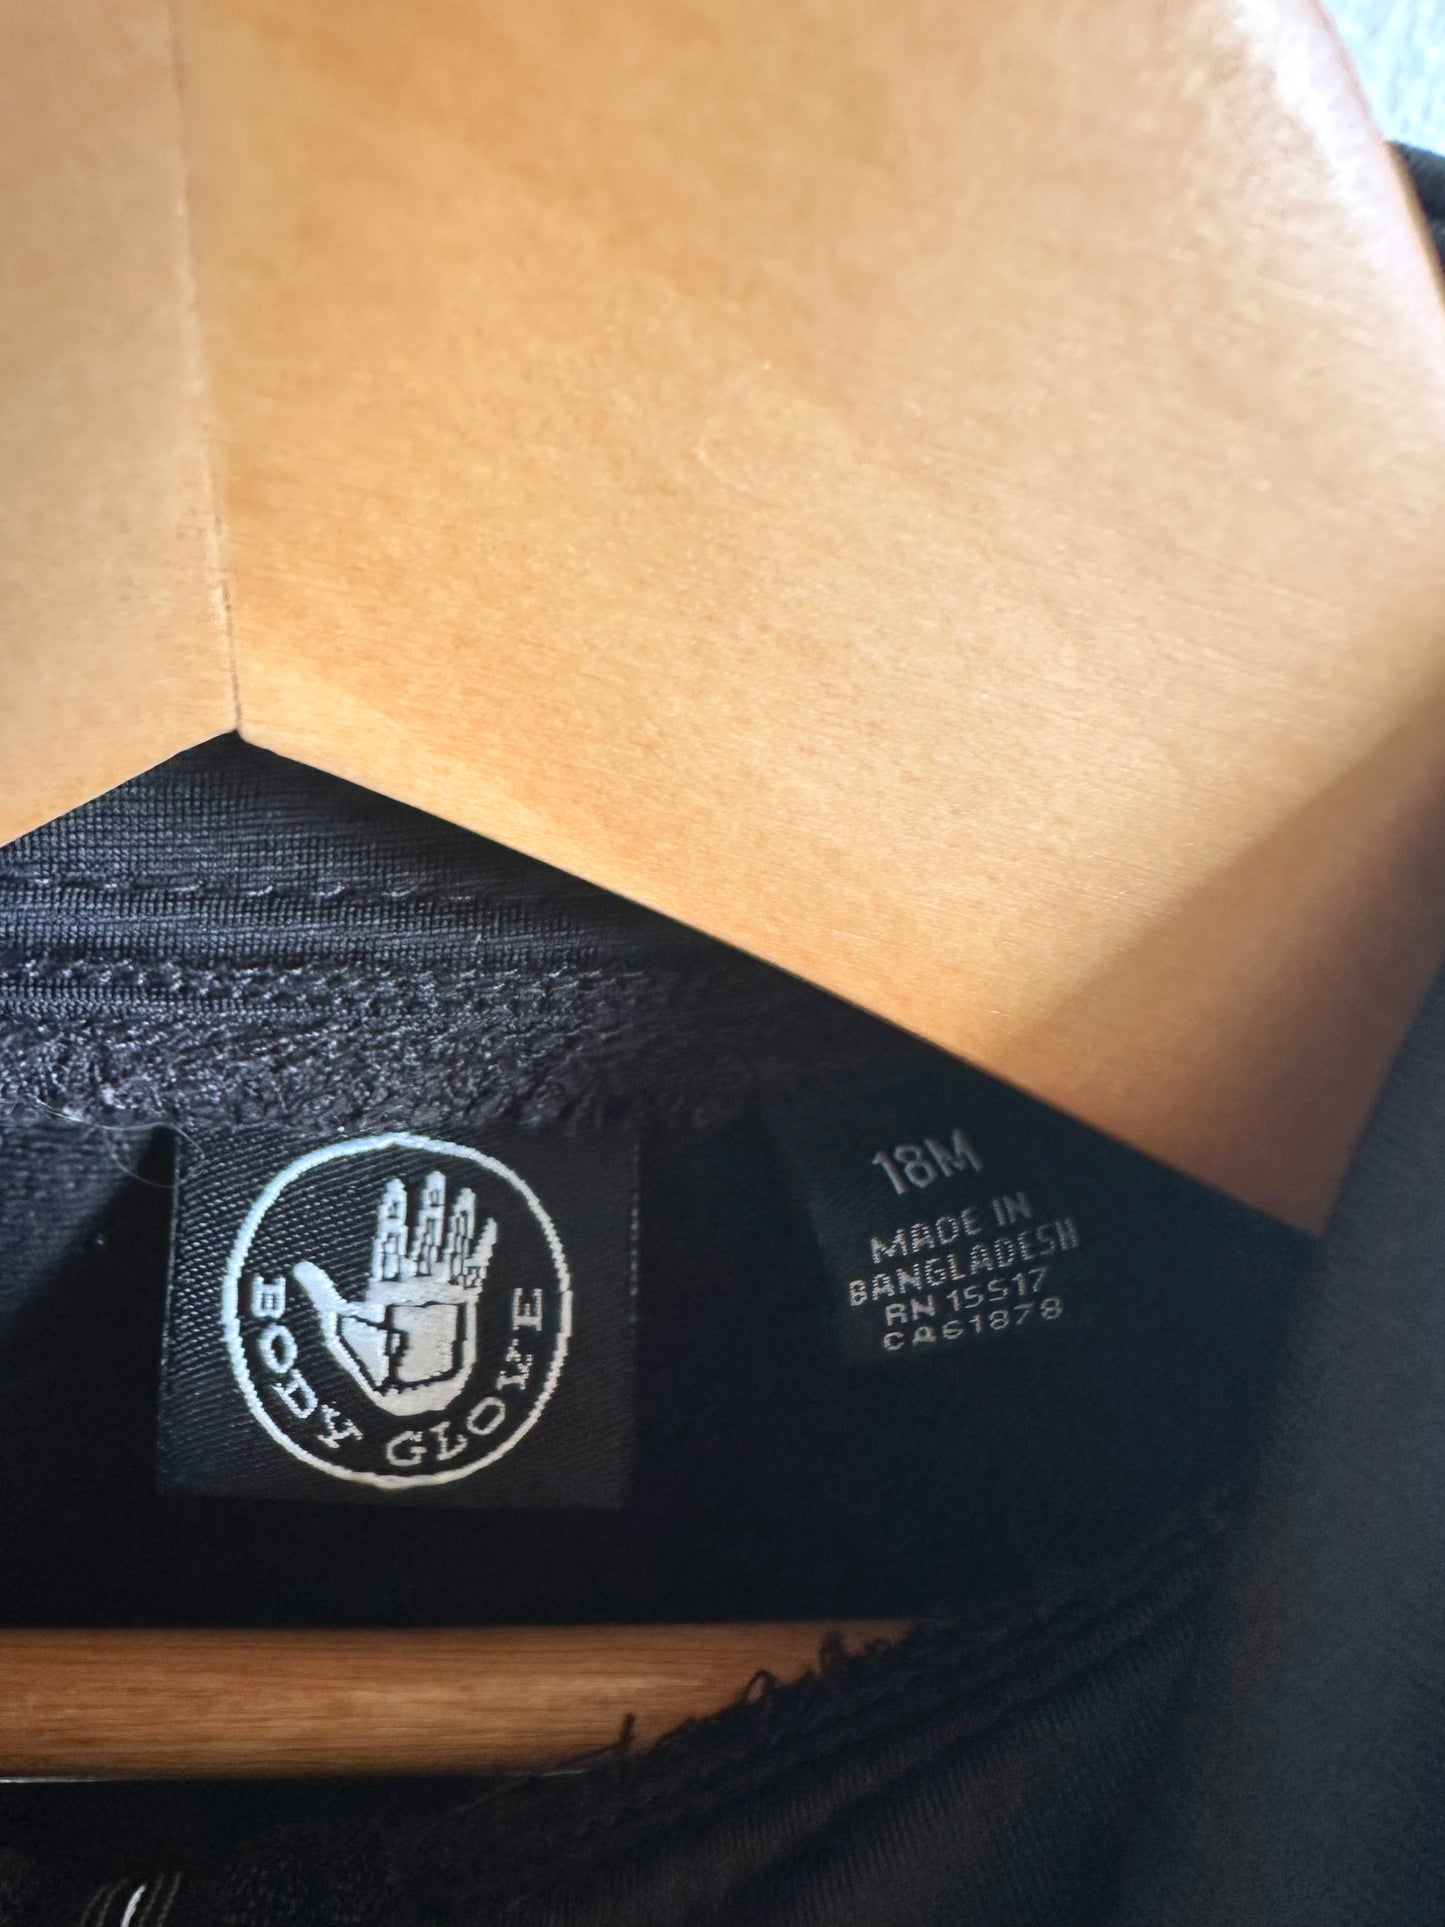 BODY GLOVE
18M
MADE IN
BANGLADESH
RN 15517
CA61878